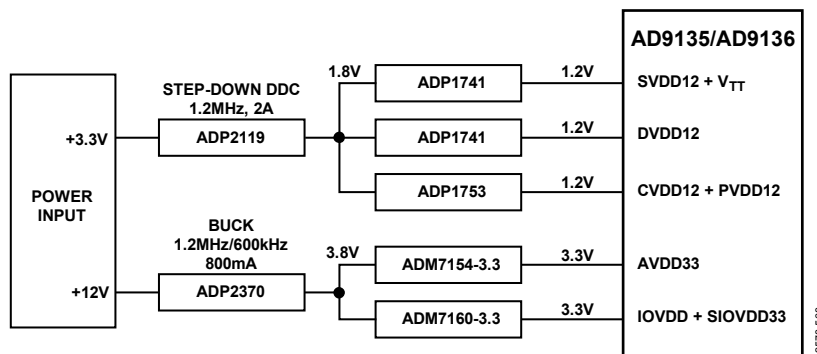 AD9135/AD9136
POWER
INPUT
+3.3V
STEP-DOWN DDC
1.2MHz, 2A
ADP2119
1.8V
ADP1741
1.2V
SVDD12 + VTT
ADP1741
1.2V
DVDD12
ADP1753
1.2V
CVDD12 + PVDD12
+12V
BUCK
1.2MHz/600kHz
800mA
ADP2370
3.8V
ADM7154-3.3
3.3V
AVDD33
ADM7160-3.3
3.3V
IOVDD + SIOVDD33